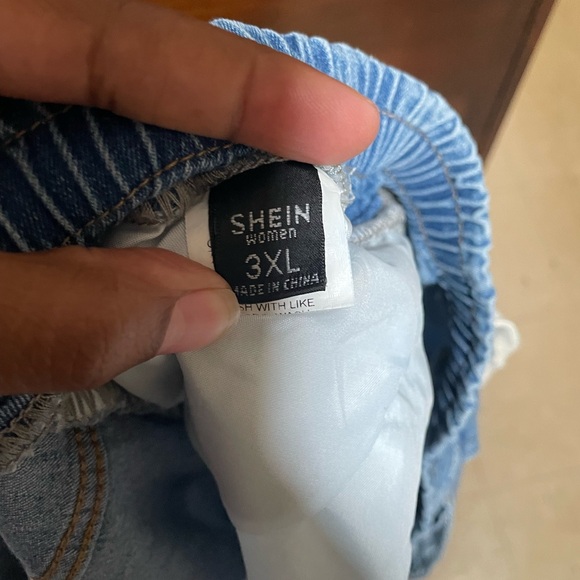 SHEIN
women
3XL
MADE IN CHINA
WITH LIKE